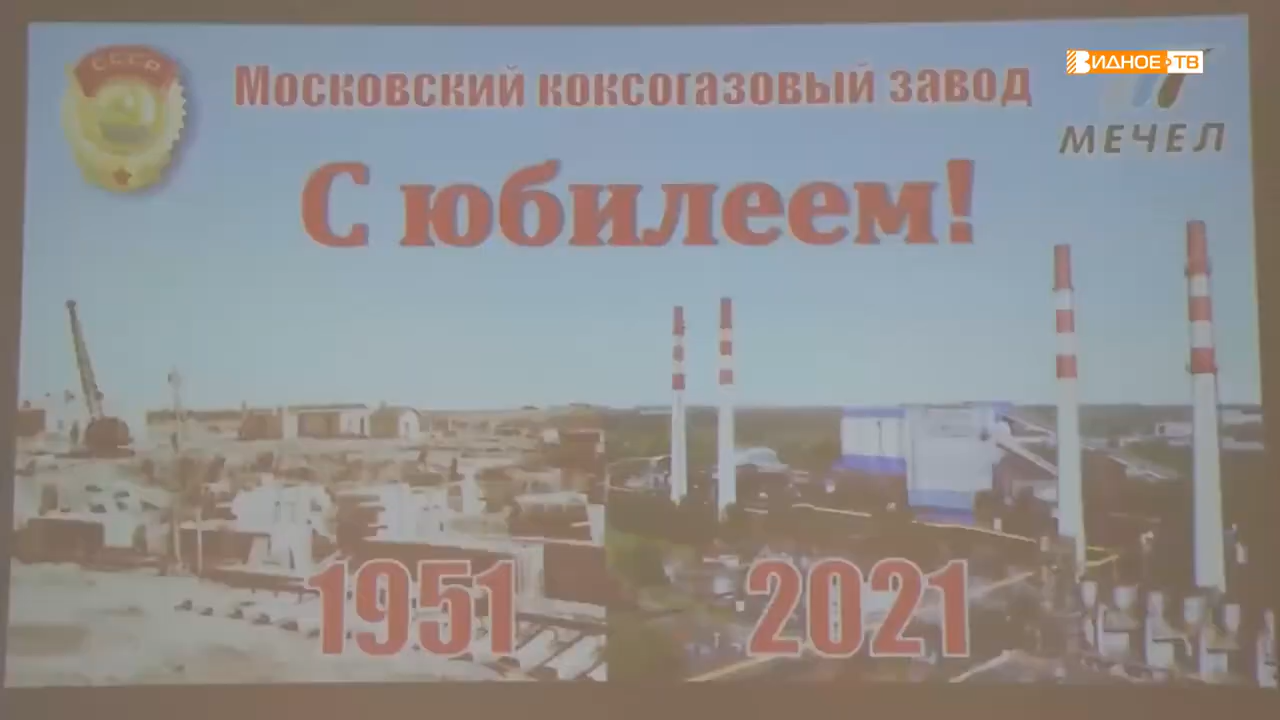 СССР
Московский коксогазовый завод
ВИДНОЕ ТВ
МЕЧЕЛ
С юбилеем!
1951
2021